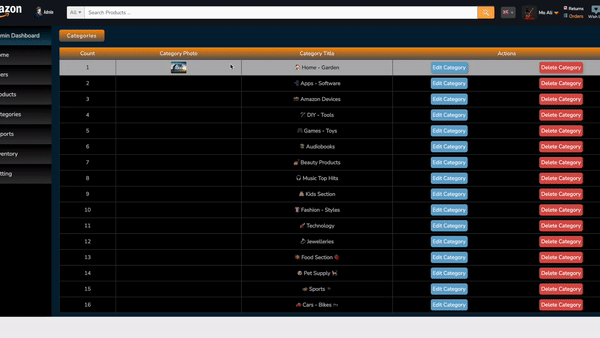 azon
Idnis
All
Search Products ..
Mo Ali
Returns
Orders
min Dashboard
Categories
ome
ers
oducts
tegories
ports
ventory
tting
Count Category Photo Category Title Actions
1 Home - Garden Edit Category Delete Category
2 Apps - Software Edit Category Delete Category
3 Amazon Devices Edit Category Delete Category
4 DIY - Tools Edit Category Delete Category
5 Games - Toys Edit Category Delete Category
6 Audiobooks Edit Category Delete Category
7 Beauty Products Edit Category Delete Category
8 Music Top Hits Edit Category Delete Category
9 Kids Section Edit Category Delete Category
10 Fashion - Styles Edit Category Delete Category
11 Technology Edit Category Delete Category
12 Jewelleries Edit Category Delete Category
13 Food Section Edit Category Delete Category
14 Pet Supply Edit Category Delete Category
15 Sports Edit Category Delete Category
16 Cars - Bikes Edit Category Delete Category